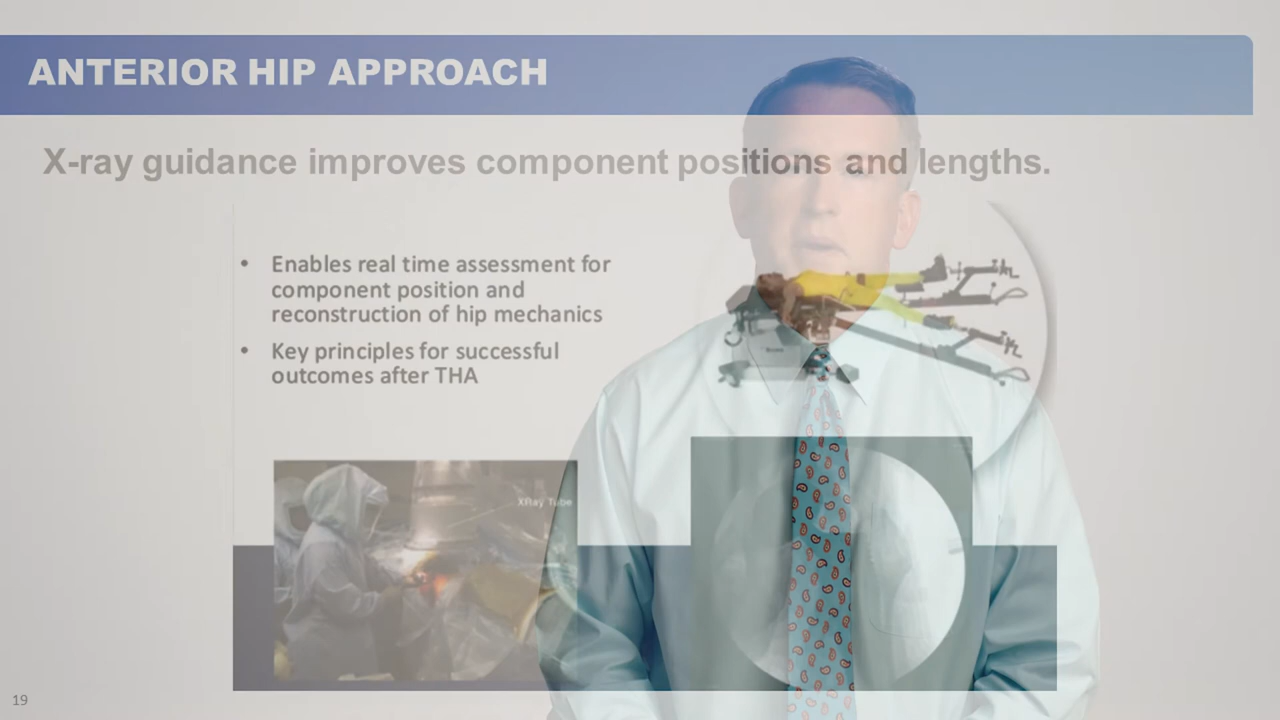 ANTERIOR HIP APPROACH
X-ray guidance improves component positions and lengths.
• Enables real time assessment for
component position and
reconstruction of hip mechanics
• Key principles for successful
outcomes after THA
XRay Tube
19